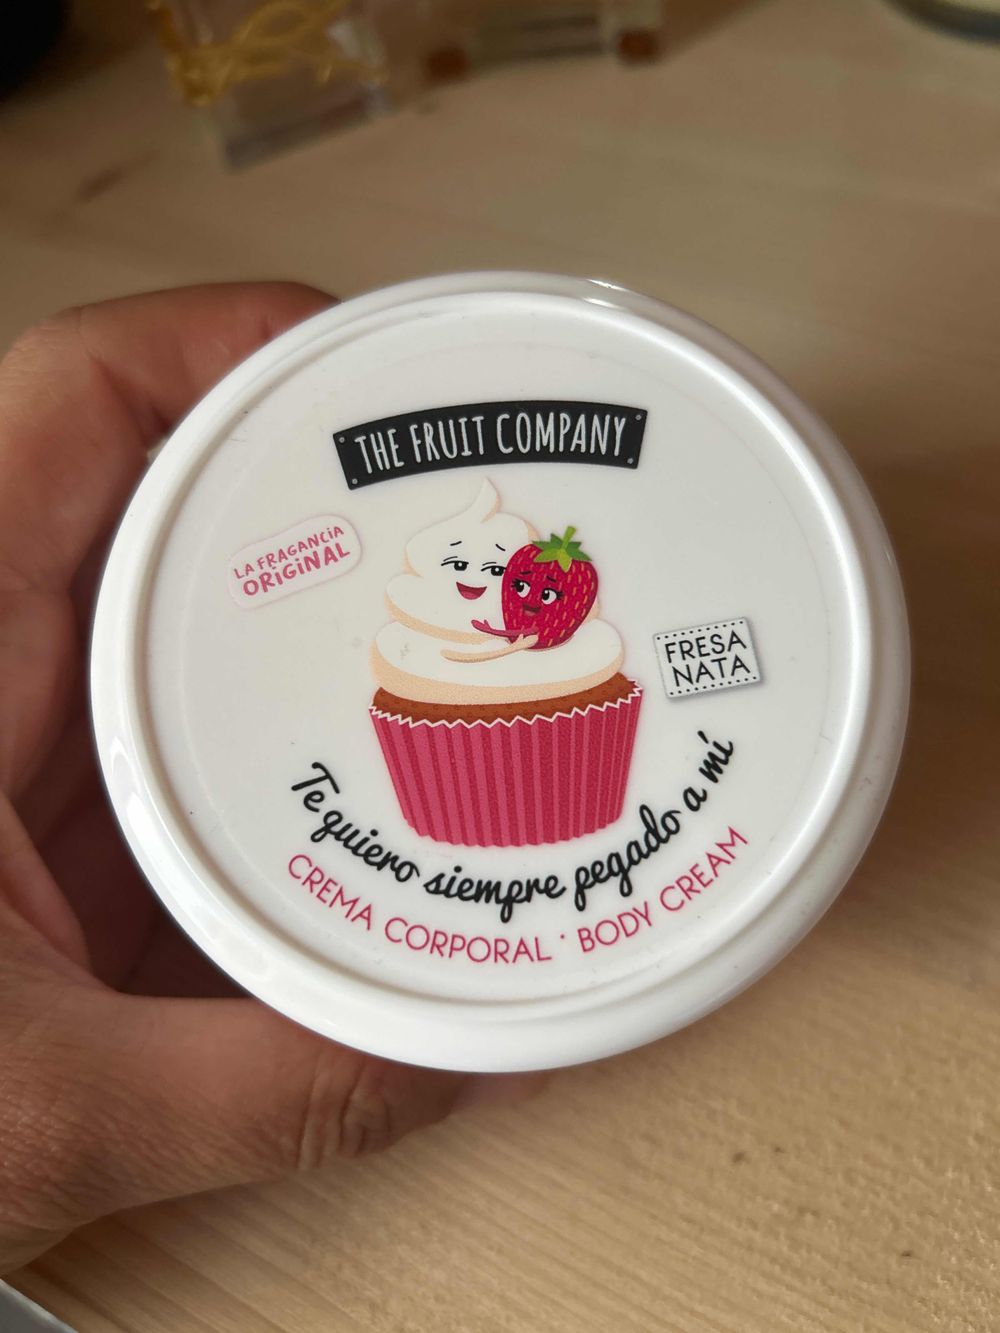 THE FRUIT COMPANY
LA FRAGANCiA
ORiGiNAL
FRESA
NATA
Te quiero siempre pegado a mí
CREMA CORPORAL · BODY CREAM